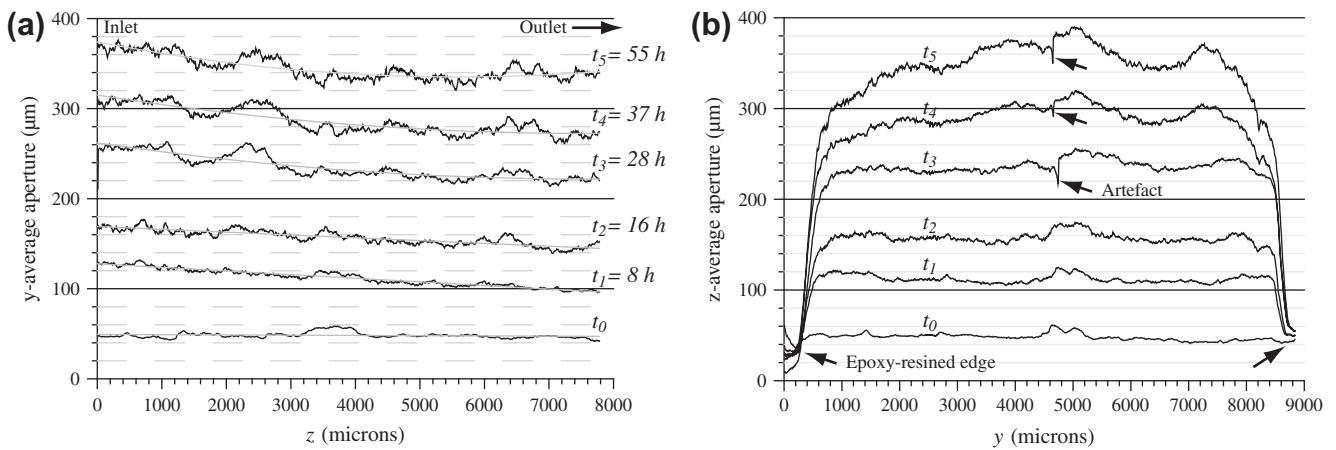 (a)
400
300
200
100
0
y-average aperture (µm)
Inlet
Outlet
t5= 55 h
t4= 37 h
t3= 28 h
t2= 16 h
t1= 8 h
t0
0 1000 2000 3000 4000 5000 6000 7000 8000
z (microns)
(b)
400
300
200
100
0
z-average aperture (µm)
t5
t4
t3
Artefact
t2
t1
t0
Epoxy-resined edge
0 1000 2000 3000 4000 5000 6000 7000 8000 9000
y (microns)